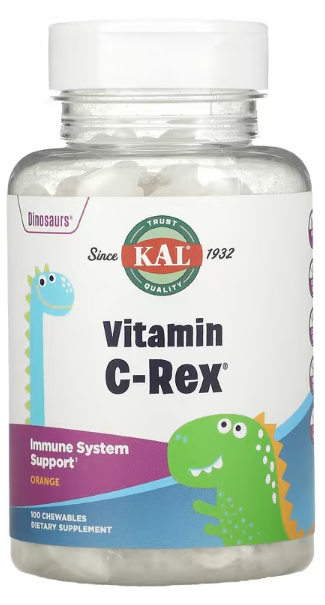 Dinosaurs®
TRUST
Since KAL® 1932
QUALITY
Vitamin
C-Rex®
Immune System
Support‡
ORANGE
100 CHEWABLES
DIETARY SUPPLEMENT